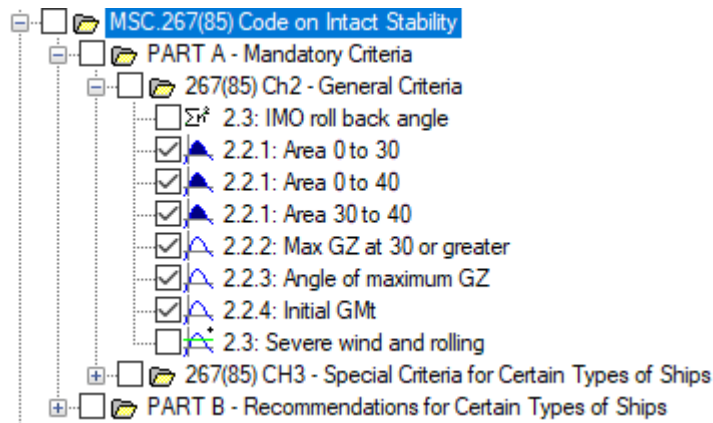 MSC.267(85) Code on Intact Stability
PART A - Mandatory Criteria
267(85) Ch2 - General Criteria
Σr² 2.3: IMO roll back angle
2.2.1: Area 0 to 30
2.2.1: Area 0 to 40
2.2.1: Area 30 to 40
2.2.2: Max GZ at 30 or greater
2.2.3: Angle of maximum GZ
2.2.4: Initial GMt
2.3: Severe wind and rolling
267(85) CH3 - Special Criteria for Certain Types of Ships
PART B - Recommendations for Certain Types of Ships